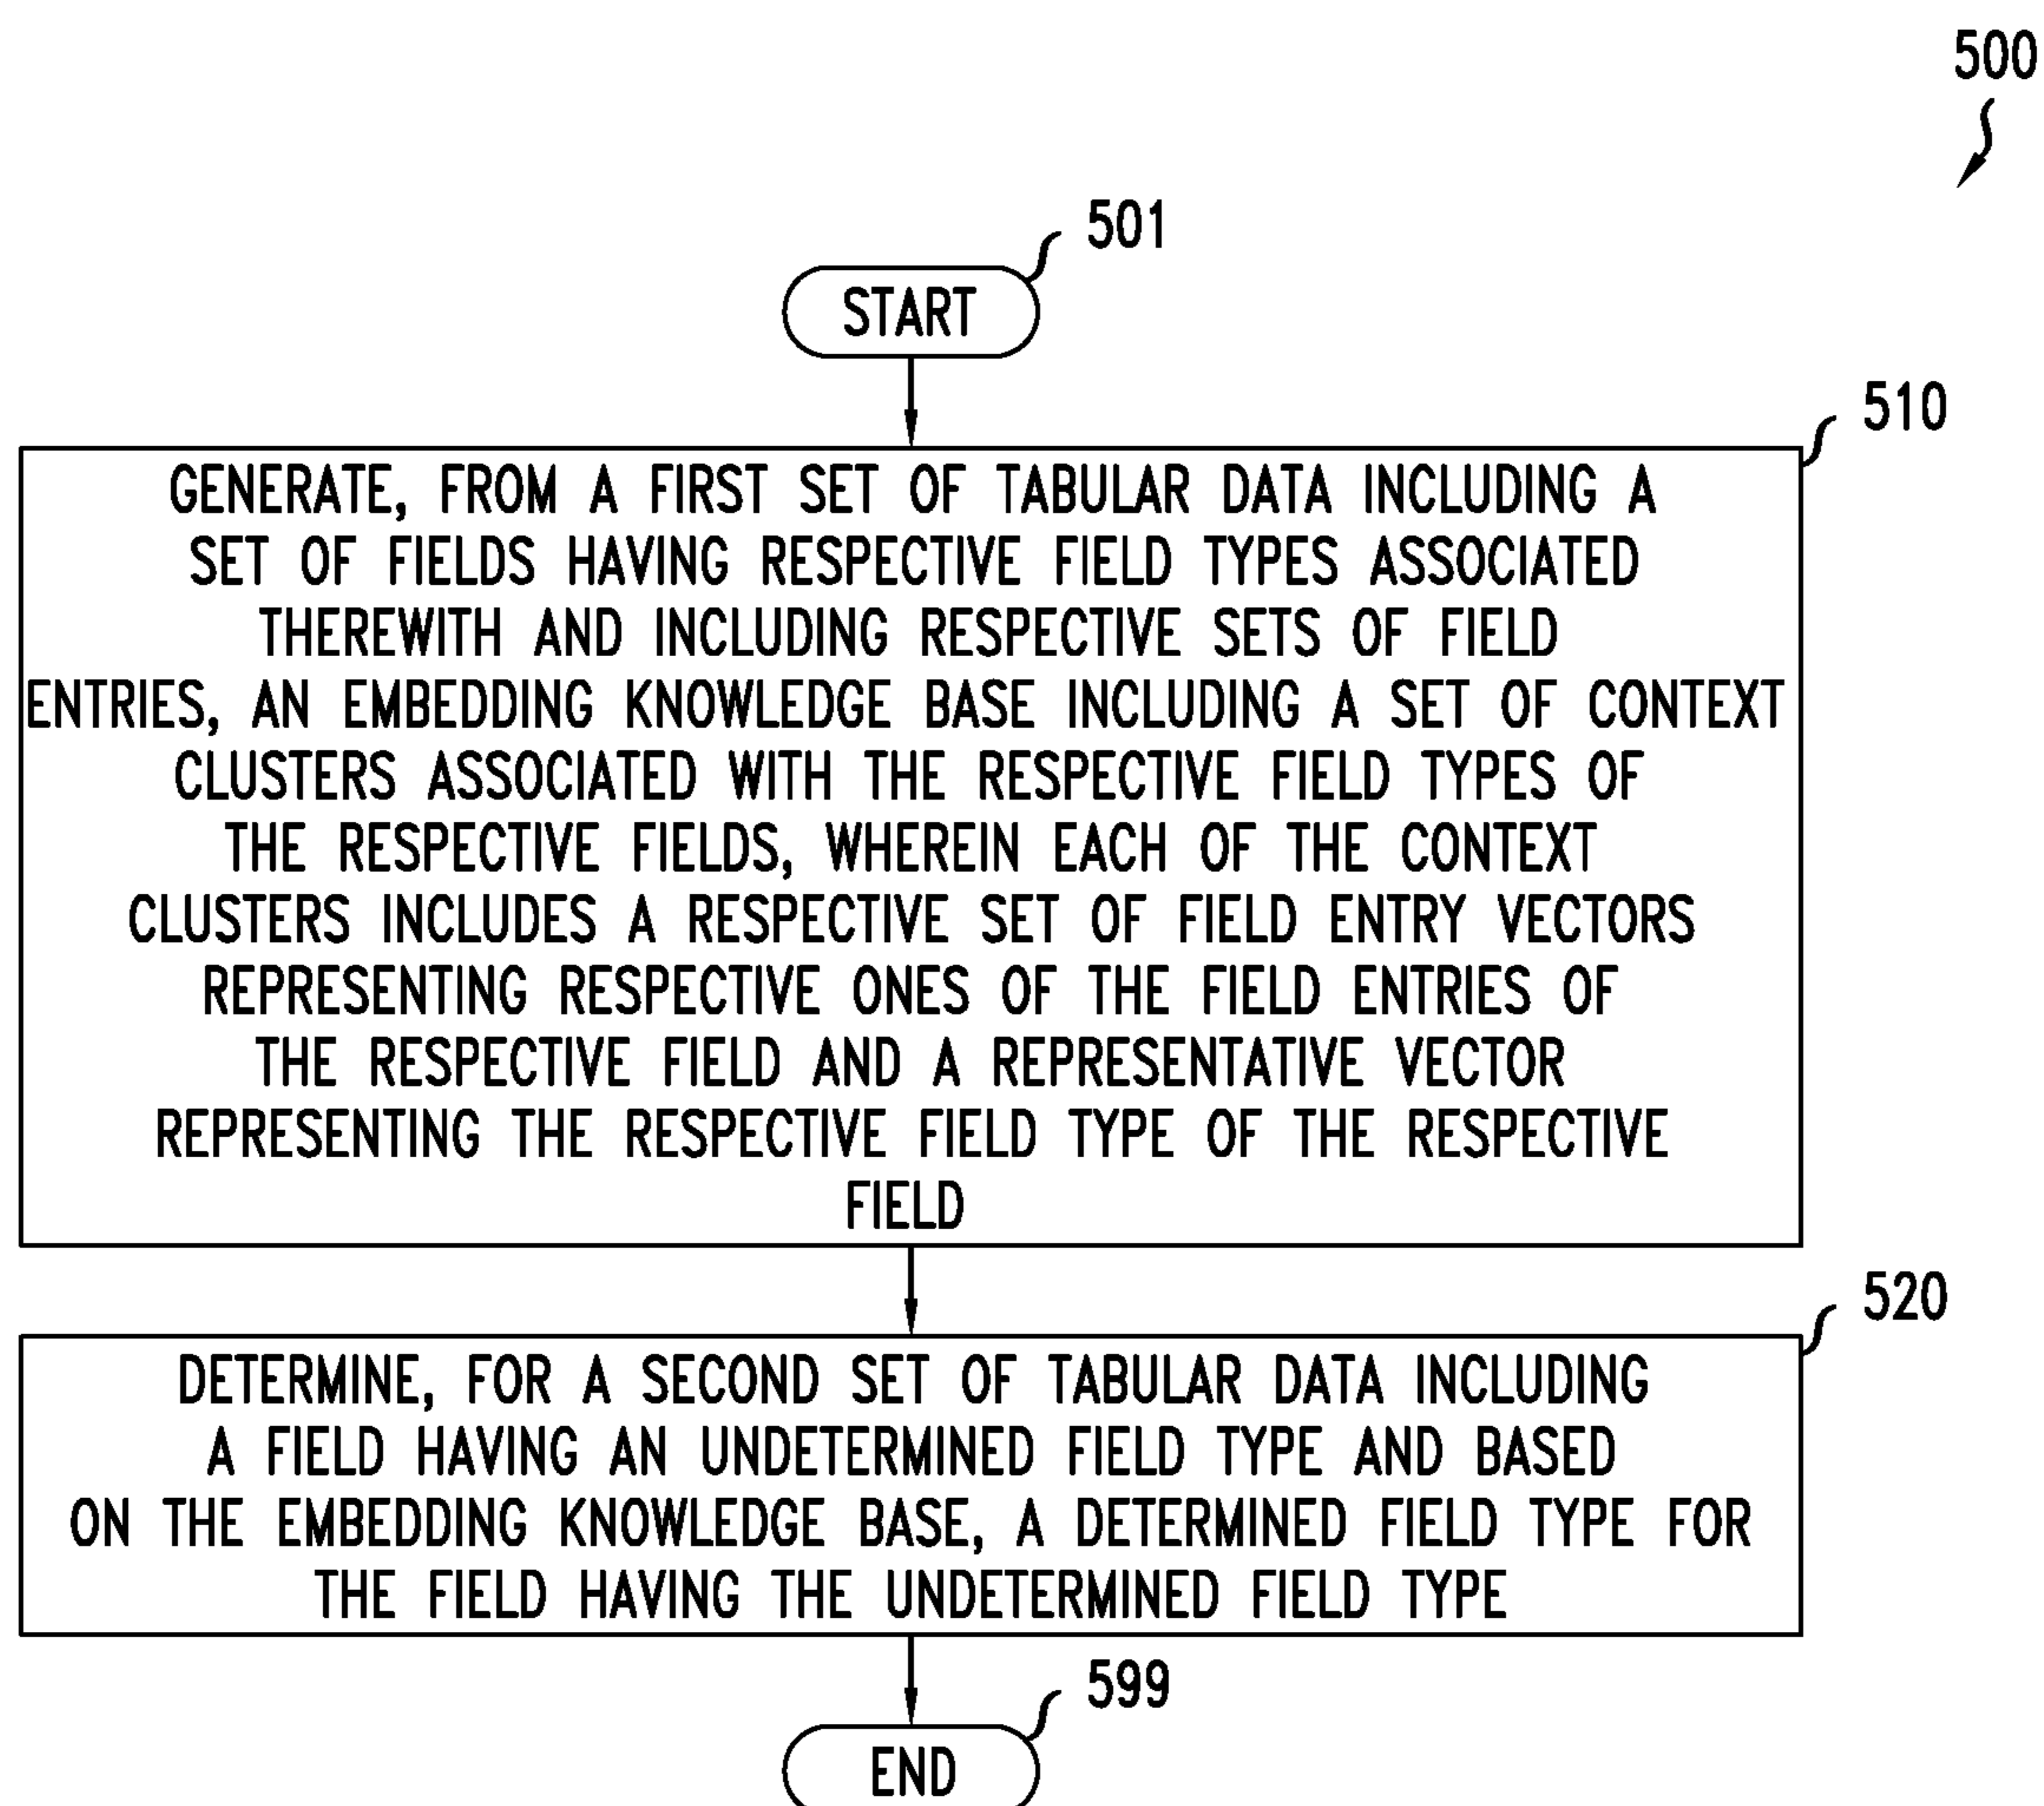 500
501
START
510
GENERATE, FROM A FIRST SET OF TABULAR DATA INCLUDING A
SET OF FIELDS HAVING RESPECTIVE FIELD TYPES ASSOCIATED
THEREWITH AND INCLUDING RESPECTIVE SETS OF FIELD
ENTRIES, AN EMBEDDING KNOWLEDGE BASE INCLUDING A SET OF CONTEXT
CLUSTERS ASSOCIATED WITH THE RESPECTIVE FIELD TYPES OF
THE RESPECTIVE FIELDS, WHEREIN EACH OF THE CONTEXT
CLUSTERS INCLUDES A RESPECTIVE SET OF FIELD ENTRY VECTORS
REPRESENTING RESPECTIVE ONES OF THE FIELD ENTRIES OF
THE RESPECTIVE FIELD AND A REPRESENTATIVE VECTOR
REPRESENTING THE RESPECTIVE FIELD TYPE OF THE RESPECTIVE
FIELD
520
DETERMINE, FOR A SECOND SET OF TABULAR DATA INCLUDING
A FIELD HAVING AN UNDETERMINED FIELD TYPE AND BASED
ON THE EMBEDDING KNOWLEDGE BASE, A DETERMINED FIELD TYPE FOR
THE FIELD HAVING THE UNDETERMINED FIELD TYPE
599
END